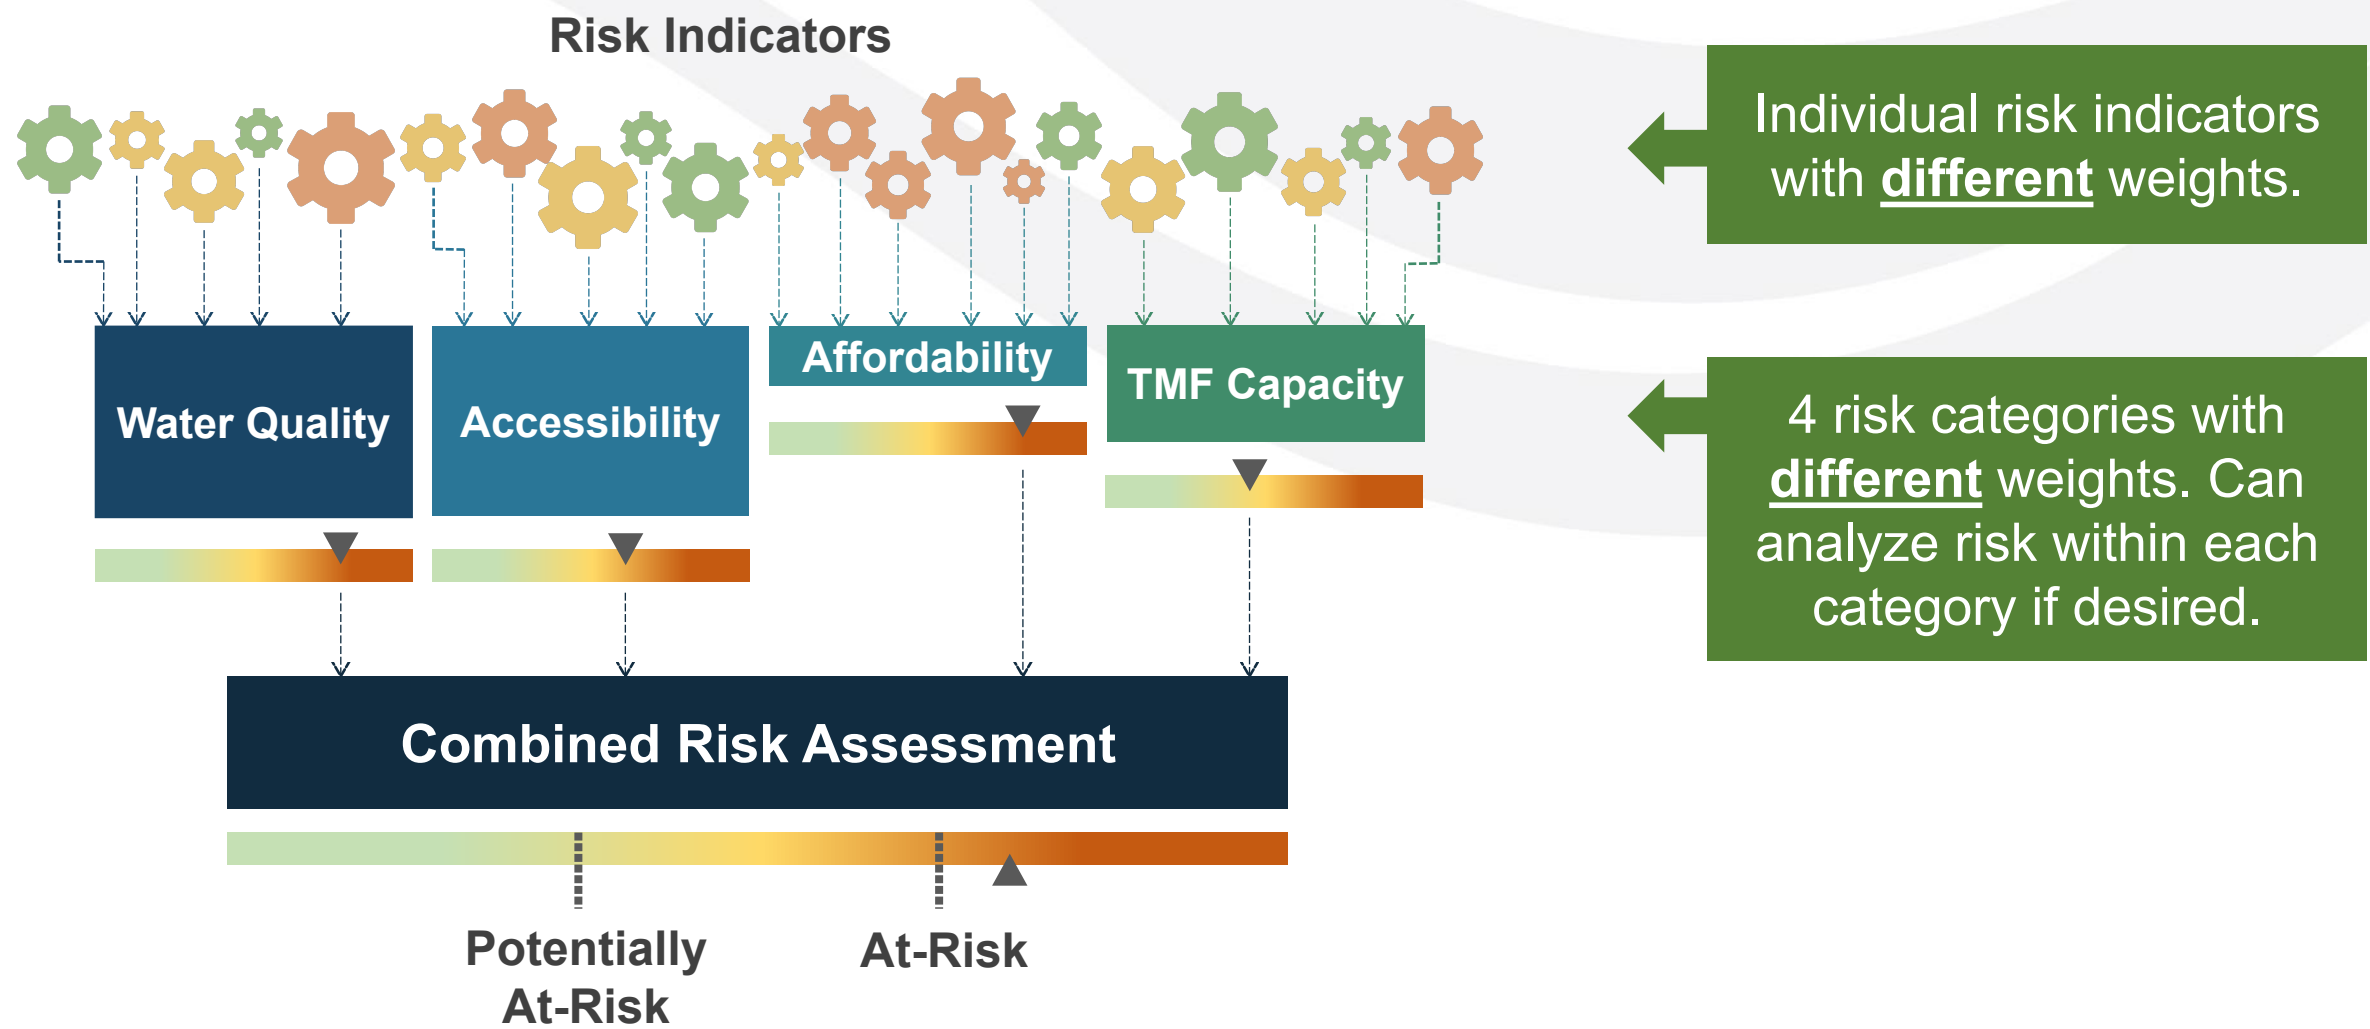 Risk Indicators
Individual risk indicators
with different weights.
Water Quality
Accessibility
Affordability
TMF Capacity
4 risk categories with
different weights. Can
analyze risk within each
category if desired.
Combined Risk Assessment
Potentially
At-Risk
At-Risk